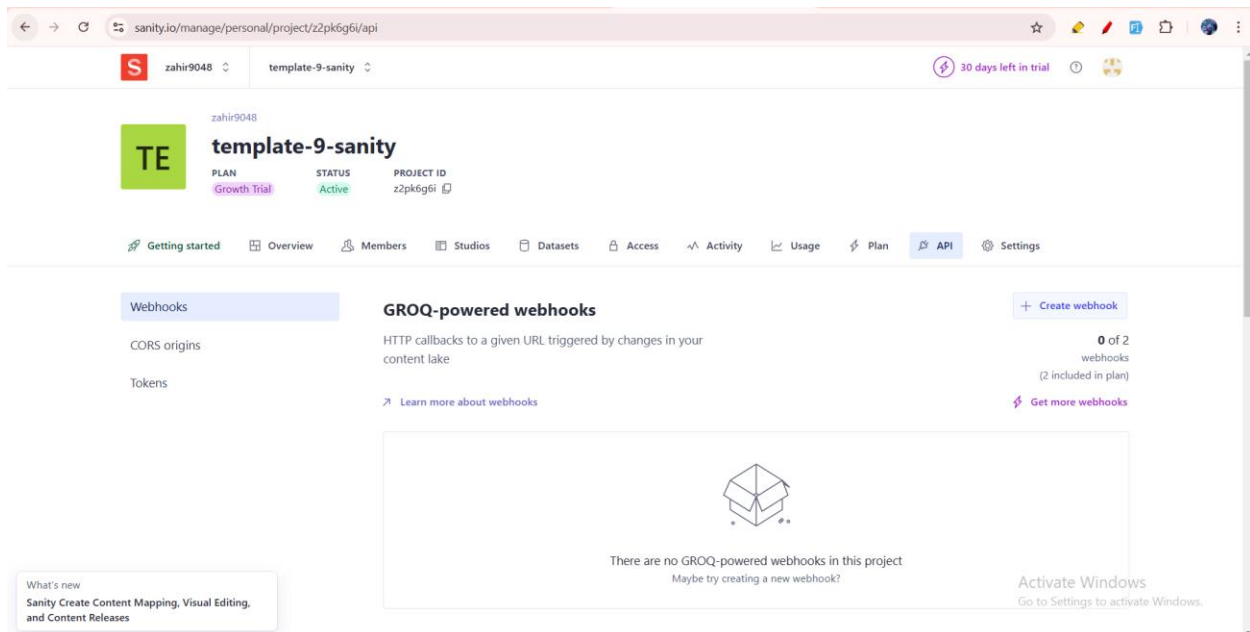 sanity.io/manage/personal/project/z2pk6g6i/api
S
zahir9048
template-9-sanity
30 days left in trial
zahir9048
TE
template-9-sanity
PLAN STATUS PROJECT ID
Growth Trial Active z2pk6g6i
Getting started Overview Members Studios Datasets Access Activity Usage Plan API Settings
Webhooks
CORS origins
Tokens
GROQ-powered webhooks
HTTP callbacks to a given URL triggered by changes in your
content lake
Learn more about webhooks
+ Create webhook
0 of 2
webhooks
(2 included in plan)
Get more webhooks
There are no GROQ-powered webhooks in this project
Maybe try creating a new webhook?
What's new
Sanity Create Content Mapping, Visual Editing,
and Content Releases
Activate Windows
Go to Settings to activate Windows.